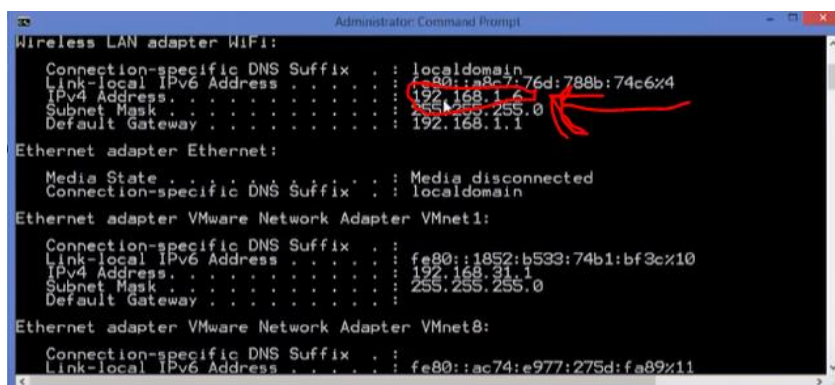 Administrator: Command Prompt
Wireless LAN adapter WiFi:
Connection-specific DNS Suffix . : localdomain
Link-local IPv6 Address . . . . . : fe80::a8c7:76d:788b:74c6%4
IPv4 Address. . . . . . . . . . . : 192.168.1.6
Subnet Mask . . . . . . . . . . . : 255.255.255.0
Default Gateway . . . . . . . . . : 192.168.1.1
Ethernet adapter Ethernet:
Media State . . . . . . . . . . . : Media disconnected
Connection-specific DNS Suffix . : localdomain
Ethernet adapter VMware Network Adapter VMnet1:
Connection-specific DNS Suffix . :
Link-local IPv6 Address . . . . . : fe80::1852:b533:74b1:bf3c%10
IPv4 Address. . . . . . . . . . . : 192.168.31.1
Subnet Mask . . . . . . . . . . . : 255.255.255.0
Default Gateway . . . . . . . . . :
Ethernet adapter VMware Network Adapter VMnet8:
Connection-specific DNS Suffix . :
Link-local IPv6 Address . . . . . : fe80::ac74:e977:275d:fa89%11